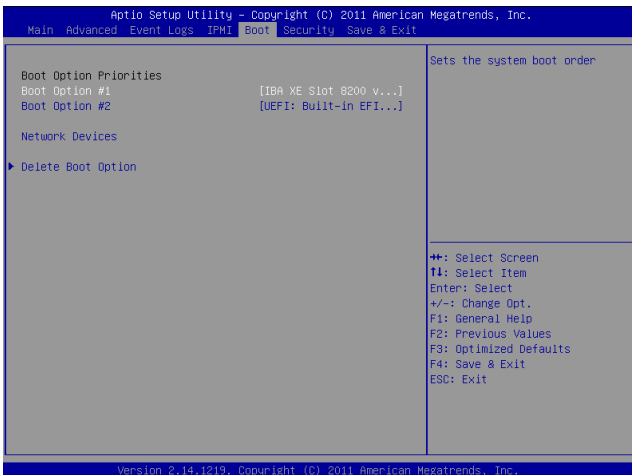 Aptio Setup Utility – Copyright (C) 2011 American Megatrends, Inc.
Main Advanced Event Logs IPMI Boot Security Save & Exit
Boot Option Priorities
Boot Option #1 [IBA XE Slot 8200 v...]
Boot Option #2 [UEFI: Built-in EFI...]
Network Devices
▶ Delete Boot Option
Sets the system boot order
→←: Select Screen
↑↓: Select Item
Enter: Select
+/-: Change Opt.
F1: General Help
F2: Previous Values
F3: Optimized Defaults
F4: Save & Exit
ESC: Exit
Version 2.14.1219. Copyright (C) 2011 American Megatrends, Inc.